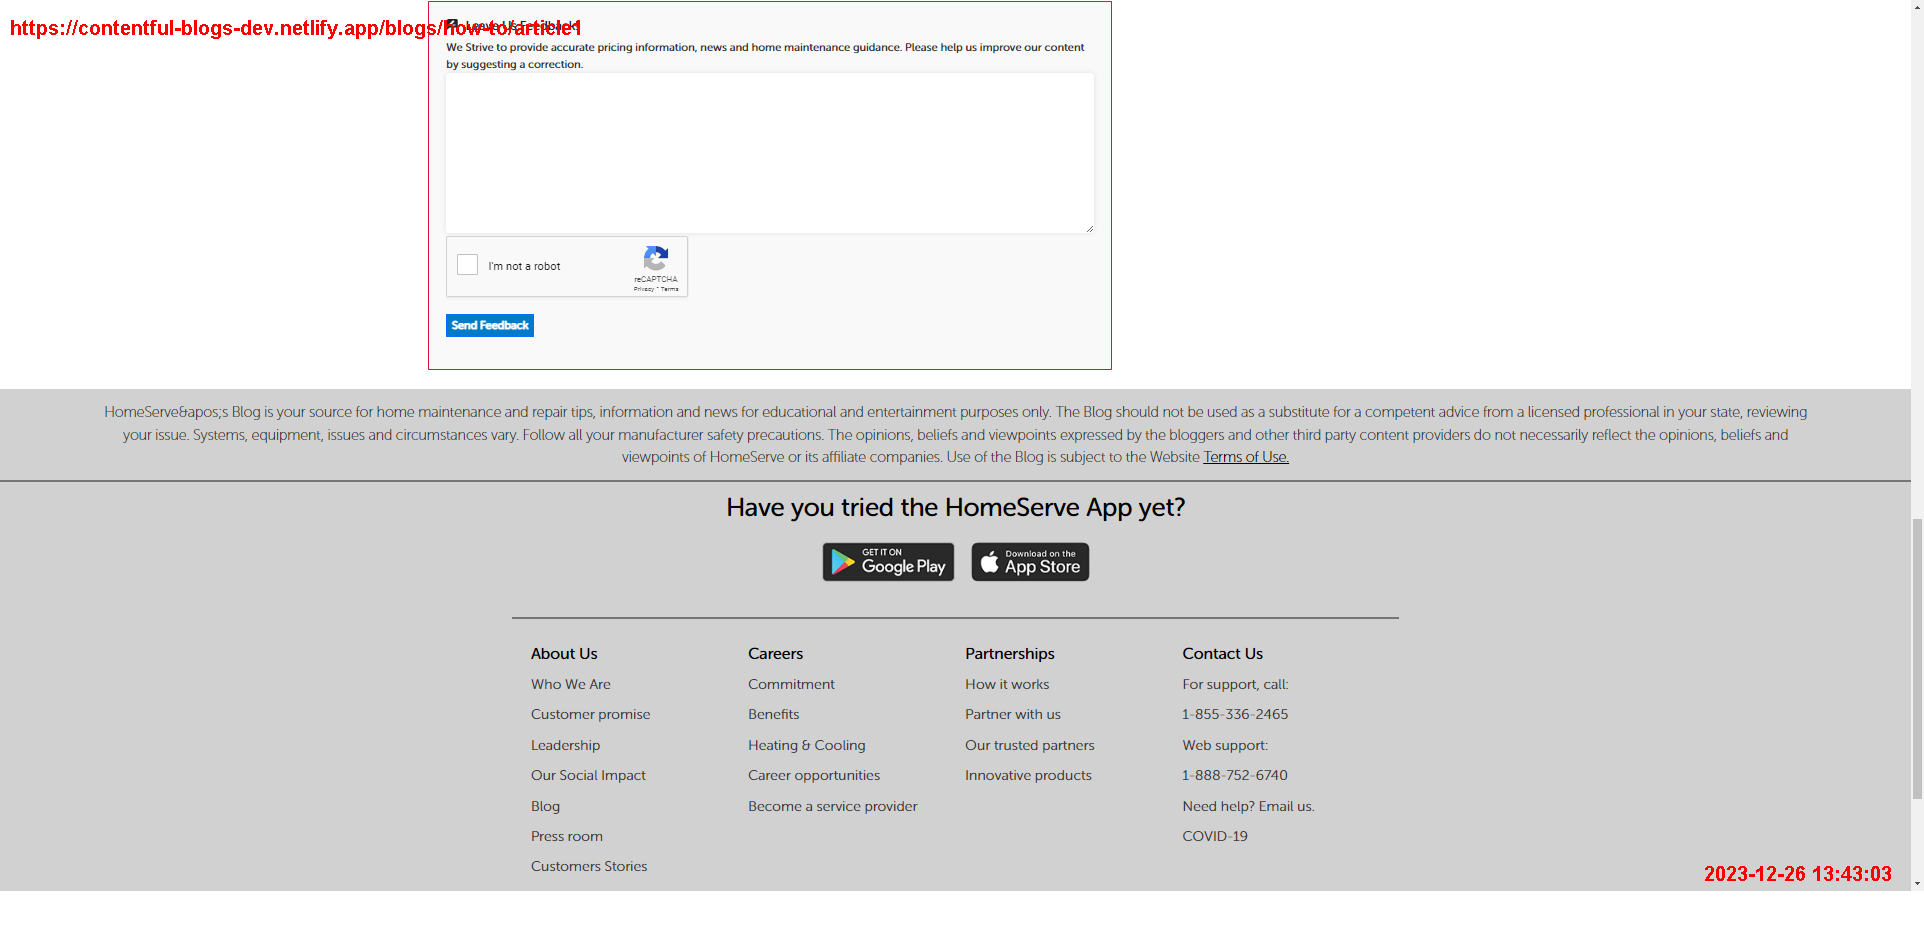 https://contentful-blogs-dev.netlify.app/blogs/how-to/article1
Leave Us Feedback
We Strive to provide accurate pricing information, news and home maintenance guidance. Please help us improve our content
by suggesting a correction.
I'm not a robot
reCAPTCHA
Privacy - Terms
Send Feedback
HomeServe&apos;s Blog is your source for home maintenance and repair tips, information and news for educational and entertainment purposes only. The Blog should not be used as a substitute for a competent advice from a licensed professional in your state, reviewing
your issue. Systems, equipment, issues and circumstances vary. Follow all your manufacturer safety precautions. The opinions, beliefs and viewpoints expressed by the bloggers and other third party content providers do not necessarily reflect the opinions, beliefs and
viewpoints of HomeServe or its affiliate companies. Use of the Blog is subject to the Website Terms of Use.
Have you tried the HomeServe App yet?
GET IT ON
Google Play
Download on the
App Store
About Us
Who We Are
Customer promise
Leadership
Our Social Impact
Blog
Press room
Customers Stories
Careers
Commitment
Benefits
Heating & Cooling
Career opportunities
Become a service provider
Partnerships
How it works
Partner with us
Our trusted partners
Innovative products
Contact Us
For support, call:
1-855-336-2465
Web support:
1-888-752-6740
Need help? Email us.
COVID-19
2023-12-26 13:43:03